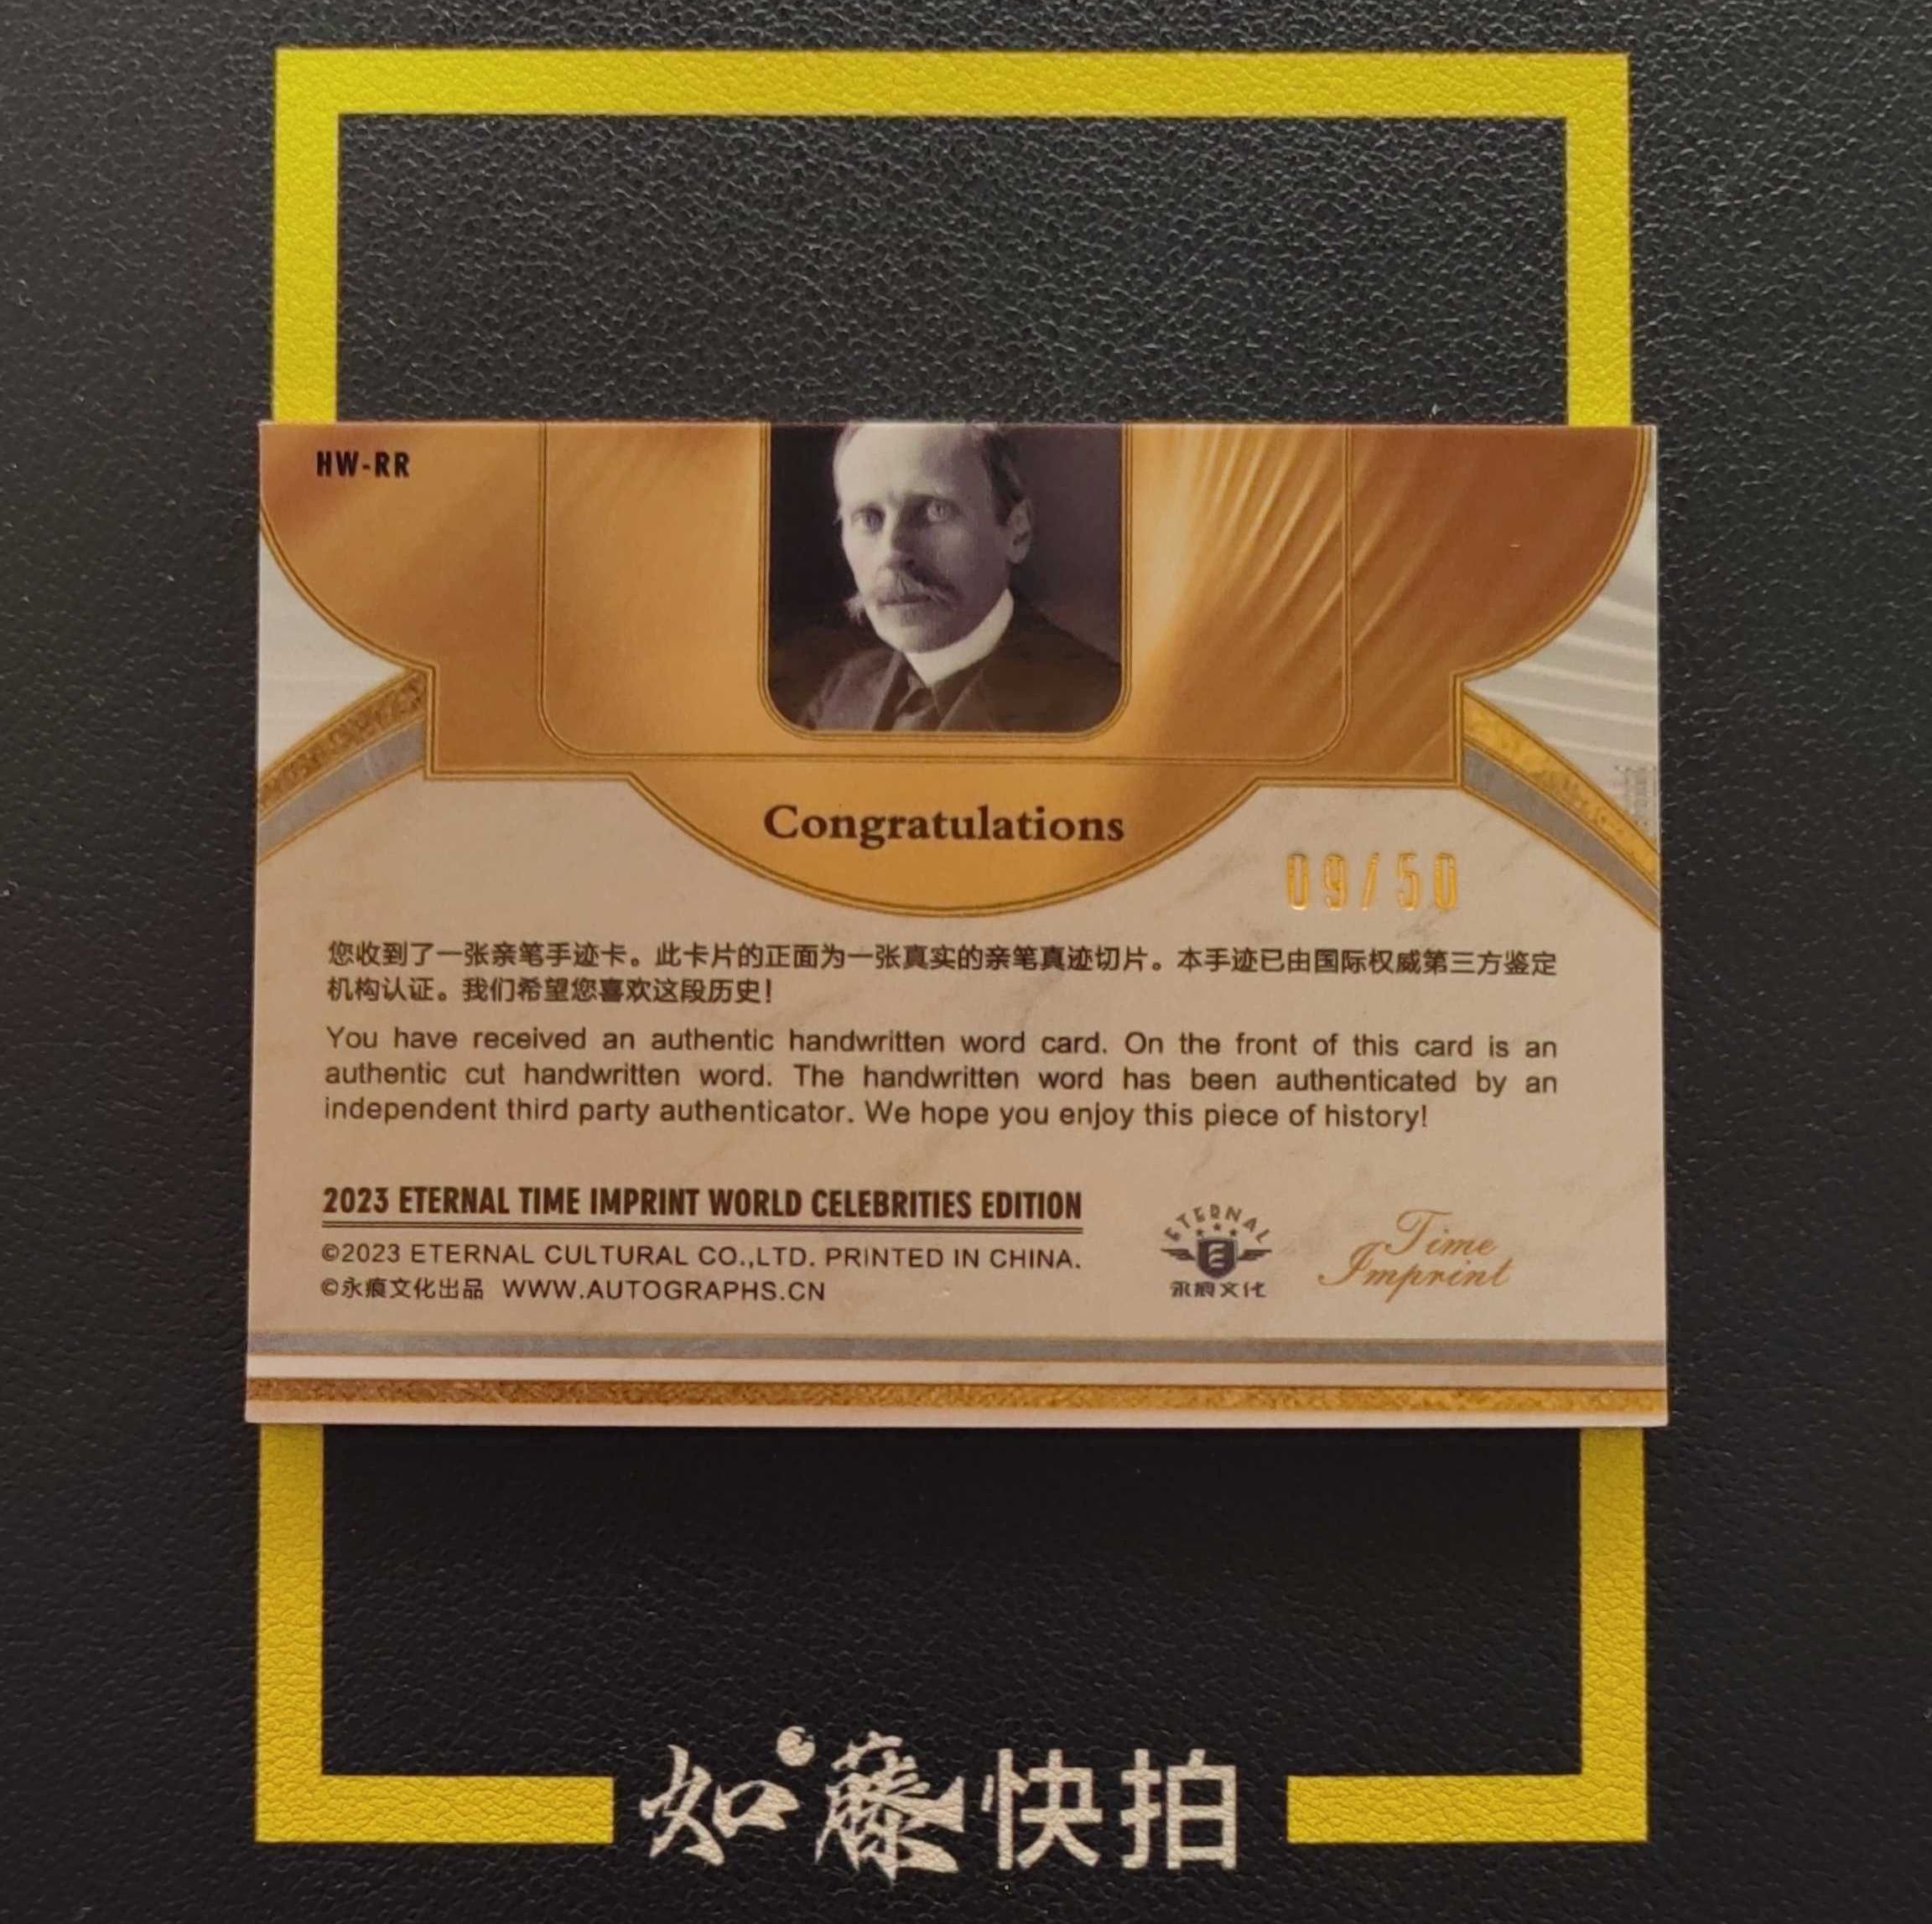 HW-RR
Congratulations
09/50
您收到了一张亲笔手迹卡。此卡片的正面为一张真实的亲笔真迹切片。本手迹已由国际权威第三方鉴定
机构认证。我们希望您喜欢这段历史！
You have received an authentic handwritten word card. On the front of this card is an
authentic cut handwritten word. The handwritten word has been authenticated by an
independent third party authenticator. We hope you enjoy this piece of history!
2023 ETERNAL TIME IMPRINT WORLD CELEBRITIES EDITION
©2023 ETERNAL CULTURAL CO.,LTD. PRINTED IN CHINA.
©永痕文化出品 WWW.AUTOGRAPHS.CN
ETERNAL
E
永痕文化
Time
Imprint
如藤快拍